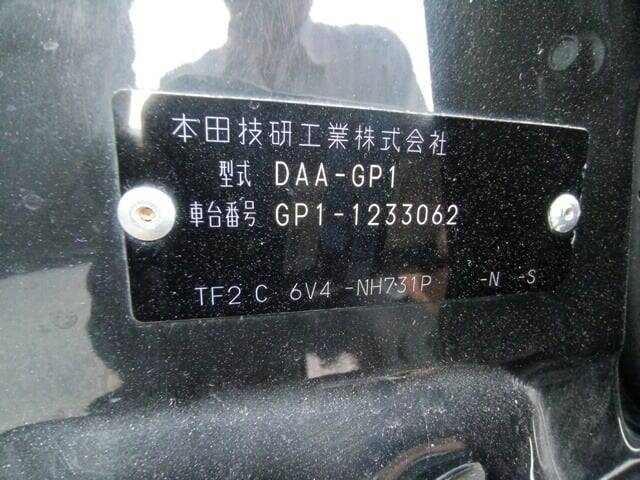 本田技研工業株式会社
型式 DAA-GP1
車台番号 GP1-1233062
TF2 C 6V4 -NH731P -N -S